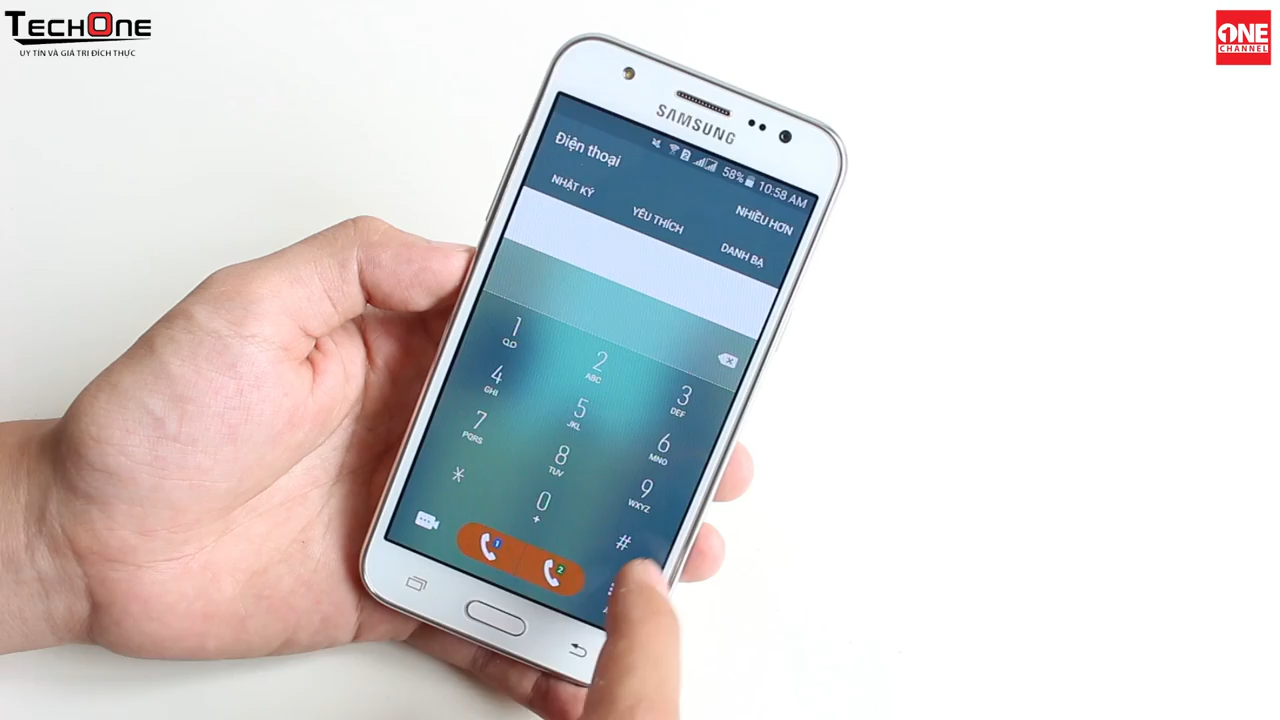 TECHONE
UY TÍN VÀ GIÁ TRỊ ĐÍCH THỰC
ONE
CHANNEL
SAMSUNG
2 58% 10:58 AM
Điện thoại
NHIỀU HƠN
NHẬT KÝ YÊU THÍCH DANH BẠ
1 2 ABC 3 DEF
4 GHI 5 JKL 6 MNO
7 PQRS 8 TUV 9 WXYZ
* 0 + #
1 2